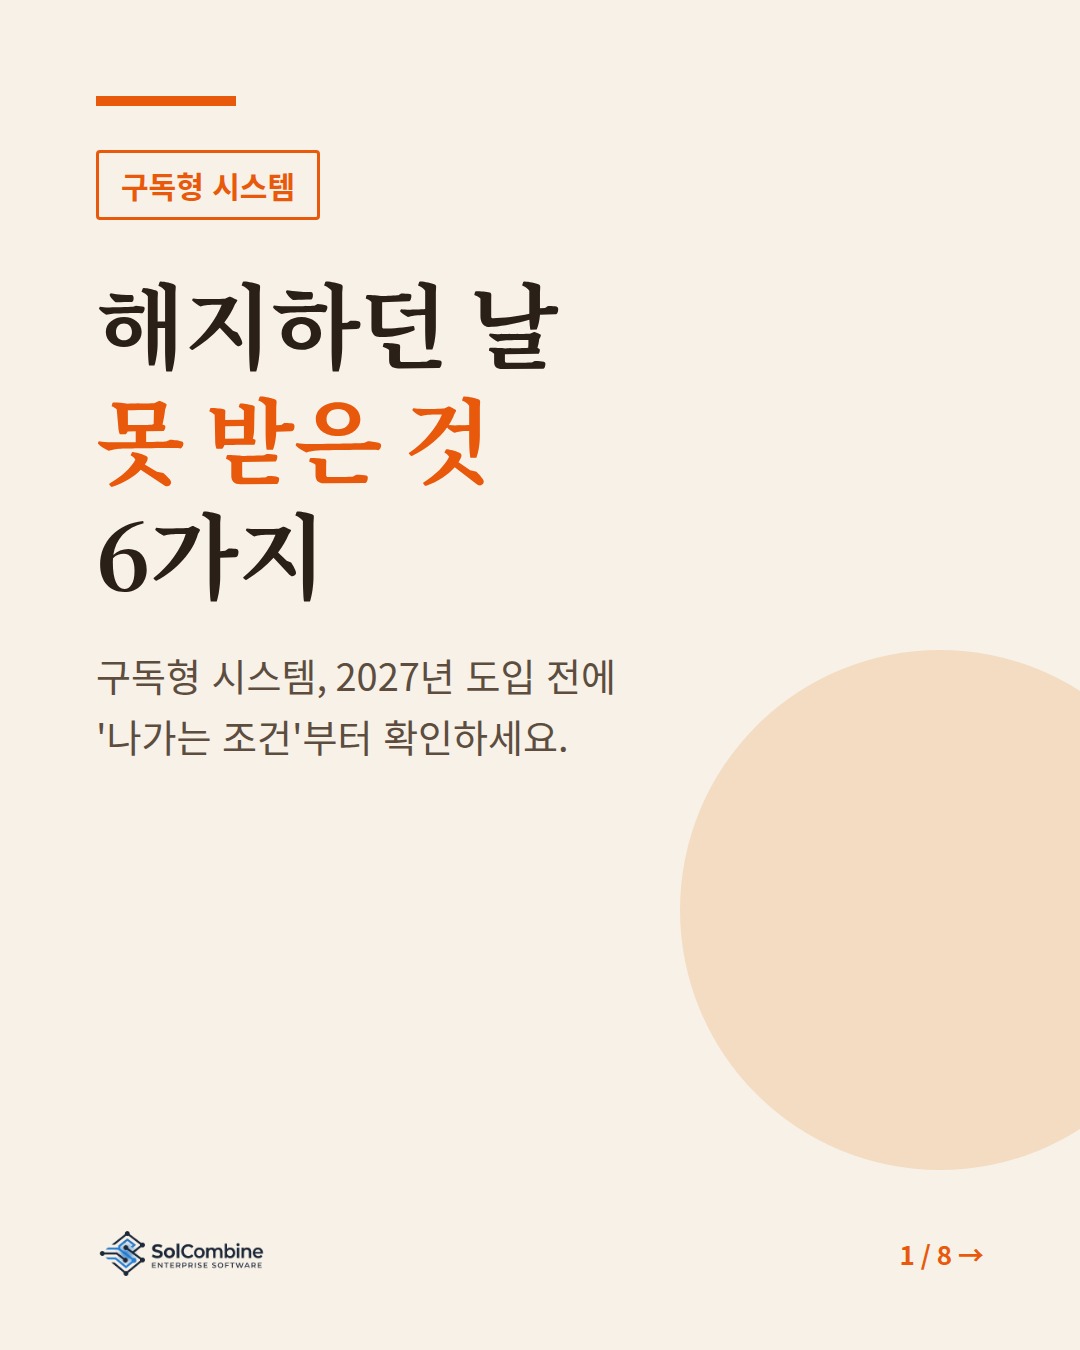 구독형 시스템
해지하던 날
못 받은 것
6가지
구독형 시스템, 2027년 도입 전에
'나가는 조건'부터 확인하세요.
SolCombine
ENTERPRISE SOFTWARE
1 / 8 →